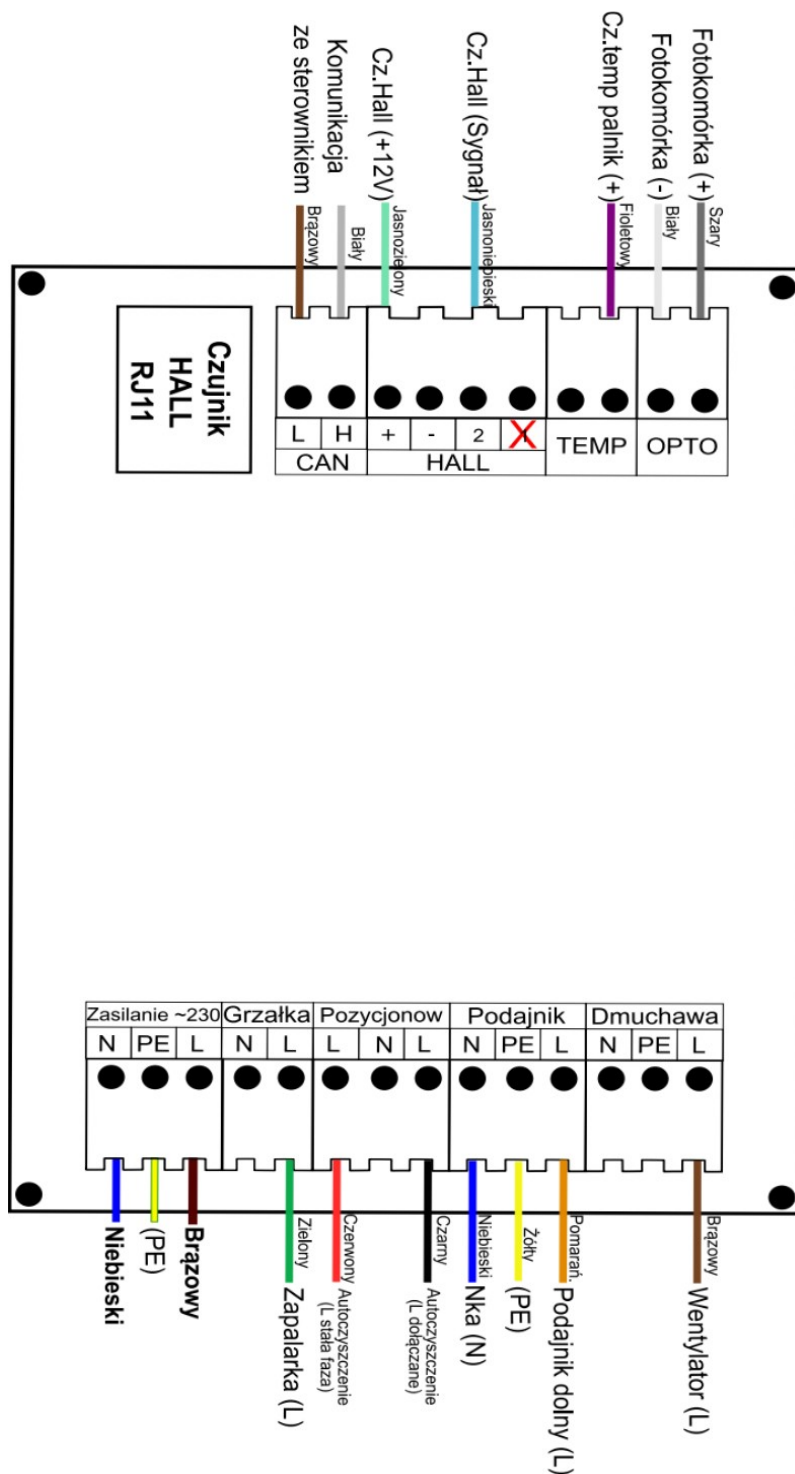 ze sterownikiem
Komunikacja
Cz.Hall (+12V)
Cz.Hall (Sygnał)
Cz.temp palnik (+)
Fotokomórka (-)
Fotokomórka (+)
Brązowy
Biały
Jasnozielony
Jasnoniebieski
Fioletowy
Biały
Szary
Czujnik
HALL
RJ11
L H + - 2 1
CAN HALL TEMP OPTO
Zasilanie ~230 Grzałka Pozycjonow Podajnik Dmuchawa
N PE L N L L N L N PE L N PE L
Niebieski
(PE)
Brązowy
Zielony
Zapalarka (L)
Czerwony
Autoczyszczenie
(L stała faza)
Czarny
Autoczyszczenie
(L dołączane)
Niebieski
Nka (N)
Żółty
(PE)
Pomarań.
Podajnik dolny (L)
Brązowy
Wentylator (L)